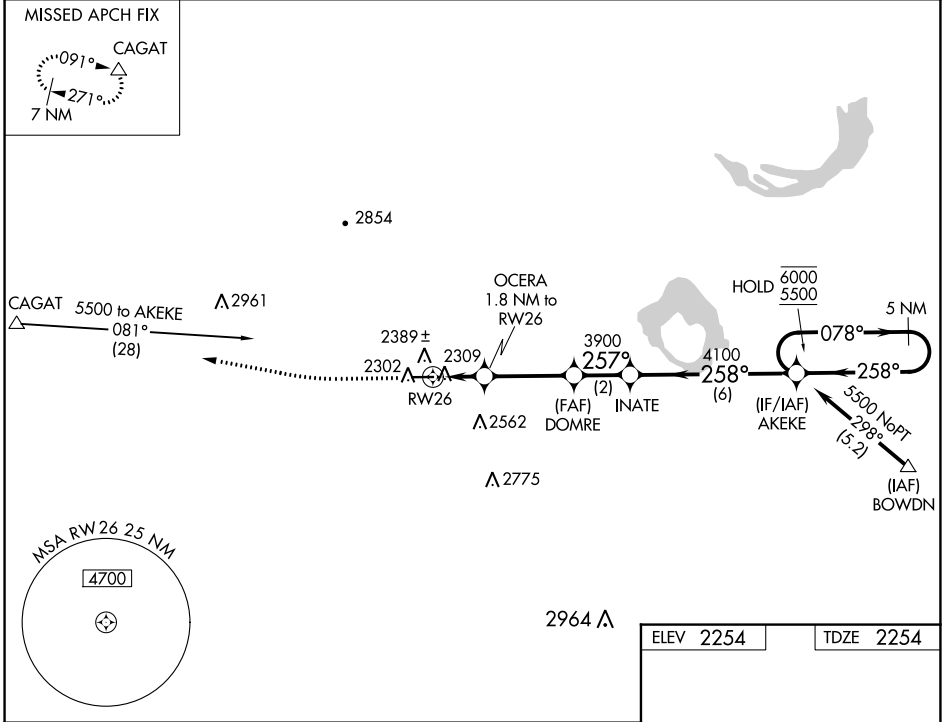 MISSED APCH FIX
CAGAT
091°
271°
7 NM
2854
CAGAT
5500 to AKEKE
081°
(28)
2961
2389 ±
2302
2309
RW26
OCERA
1.8 NM to
RW26
2562
2775
3900
257°
(2)
(FAF)
DOMRE
INATE
4100
258°
(6)
HOLD
6000
5500
5 NM
078°
258°
(IF/IAF)
AKEKE
5500 NoPT
298°
(5.2)
(IAF)
BOWDN
MSA RW26 25 NM
4700
2964
ELEV 2254
TDZE 2254